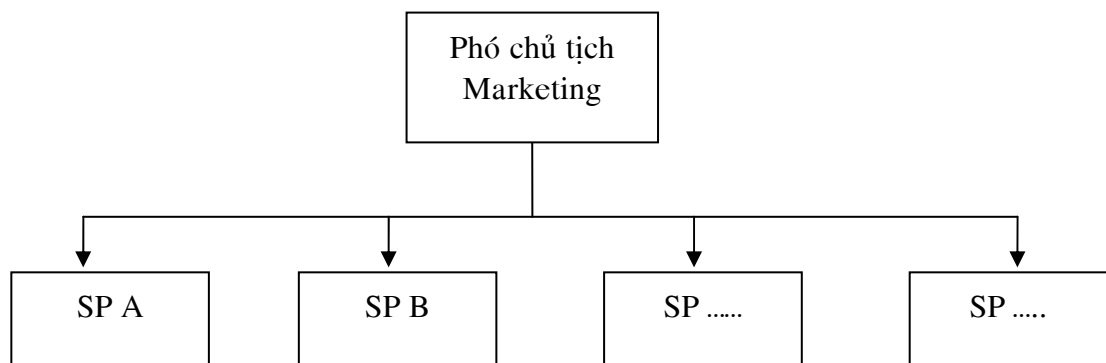 Phó chủ tịch
Marketing
SP A
SP B
SP ......
SP .....